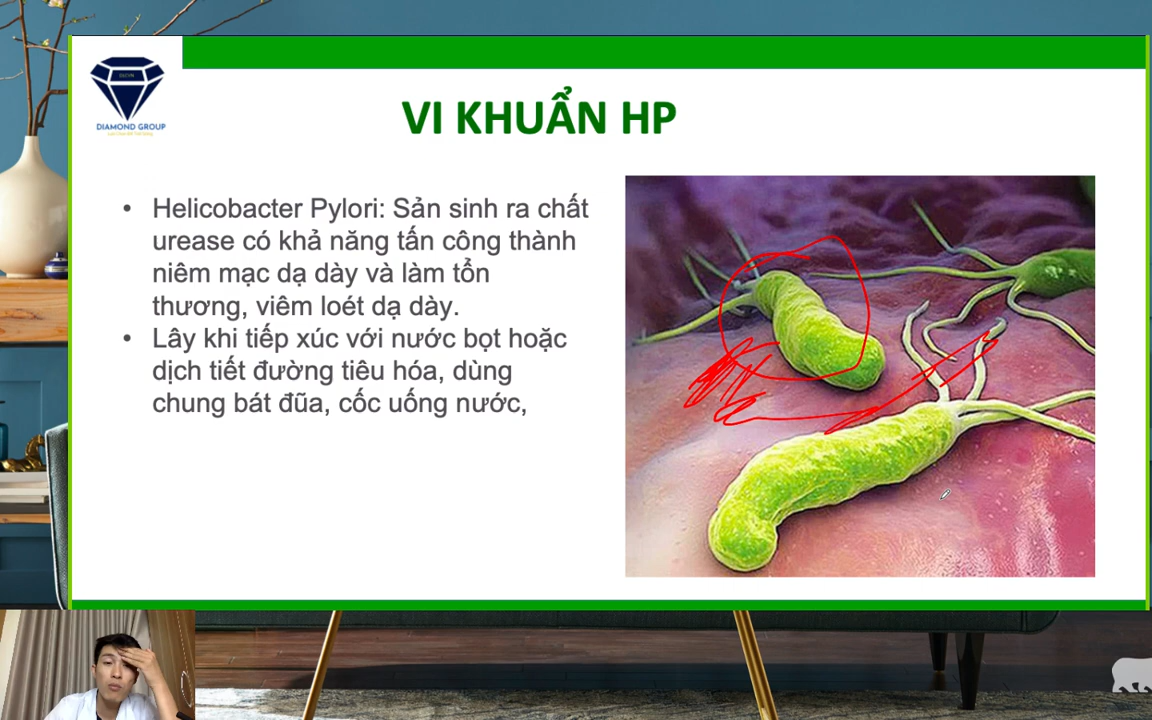 DIAMOND GROUP
VI KHUẨN HP
• Helicobacter Pylori: Sản sinh ra chất
urease có khả năng tấn công thành
niêm mạc dạ dày và làm tổn
thương, viêm loét dạ dày.
• Lây khi tiếp xúc với nước bọt hoặc
dịch tiết đường tiêu hóa, dùng
chung bát đũa, cốc uống nước,